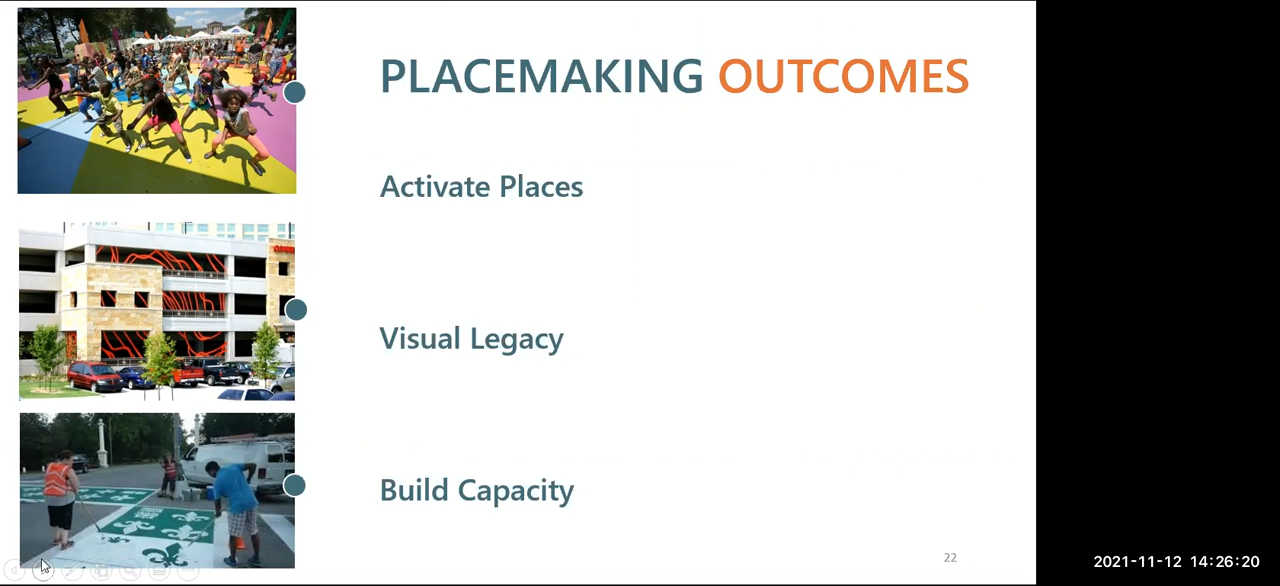 PLACEMAKING OUTCOMES
Activate Places
Visual Legacy
Build Capacity
22
2021-11-12 14:26:20